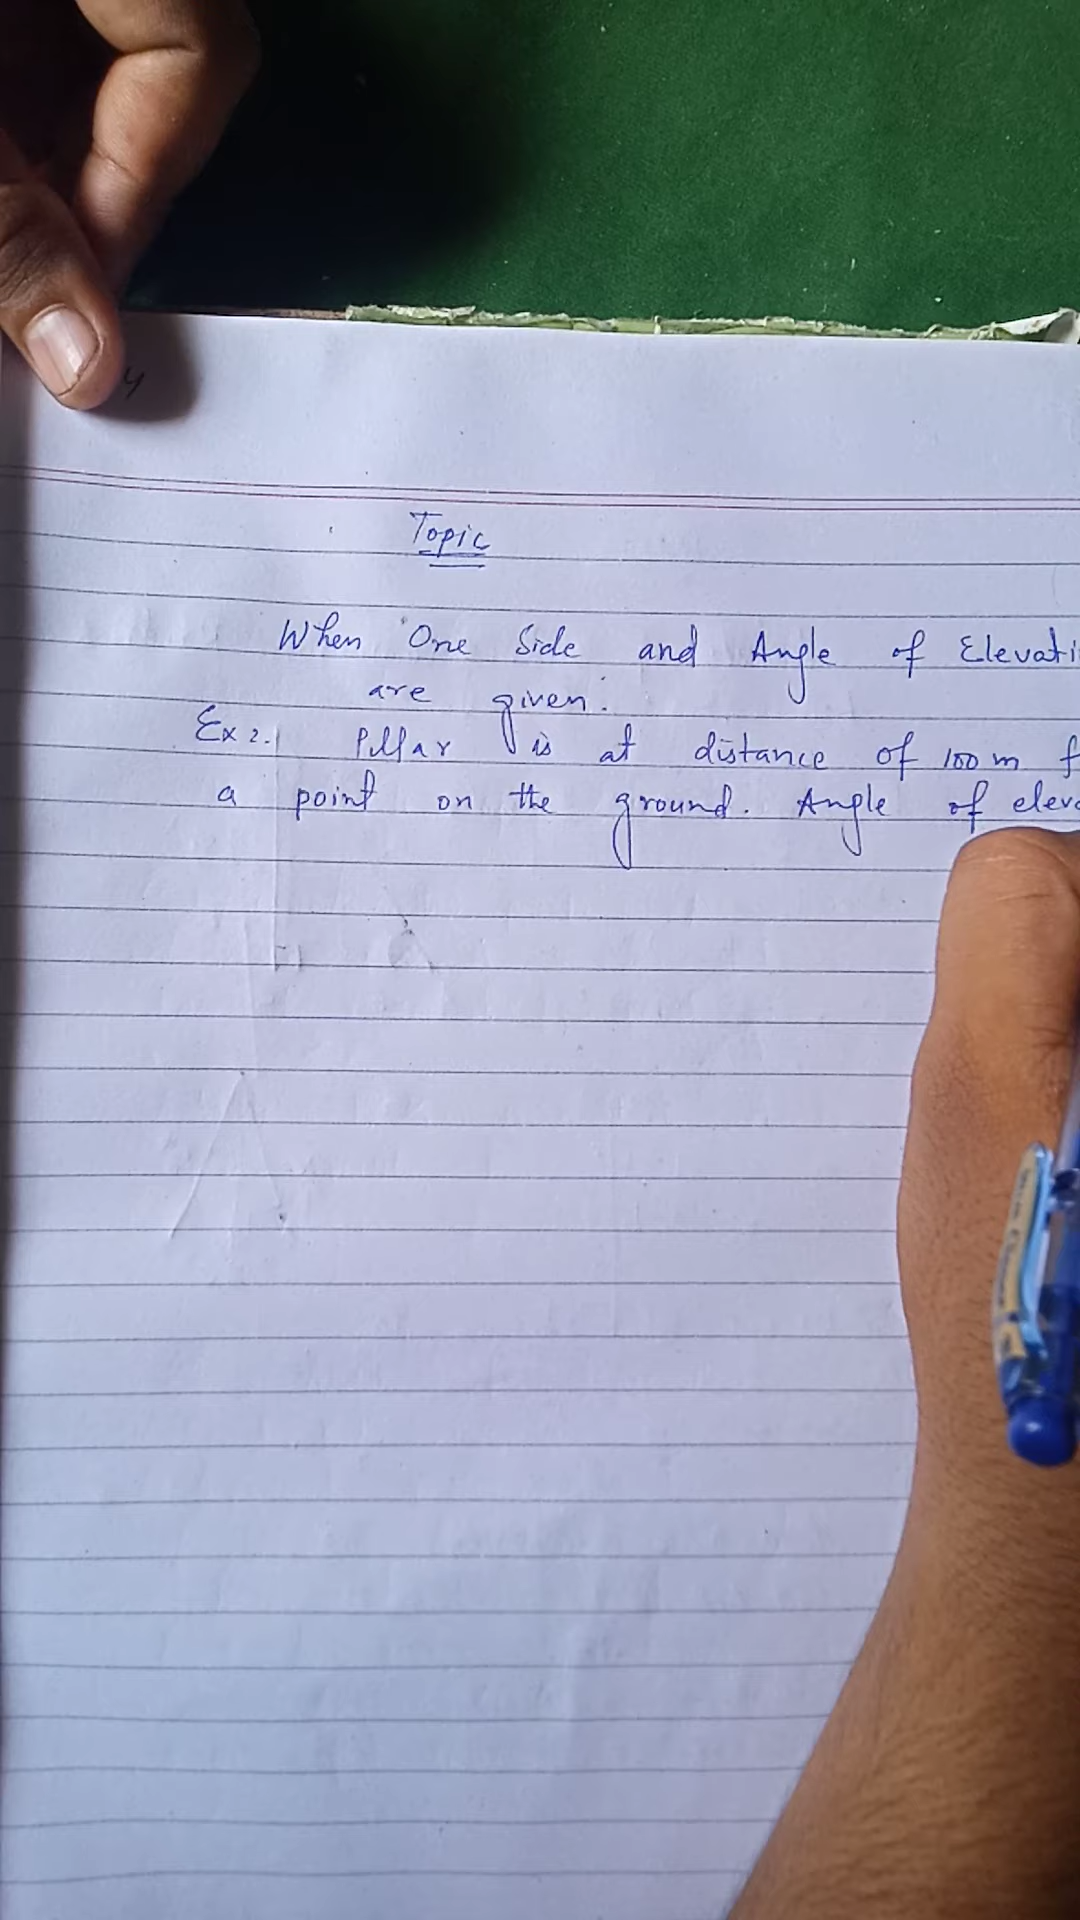 Topic
When One Side and Angle of Elevati
are given.
Ex 2. Pillar is at distance of 100 m f
a point on the ground. Angle of eleva